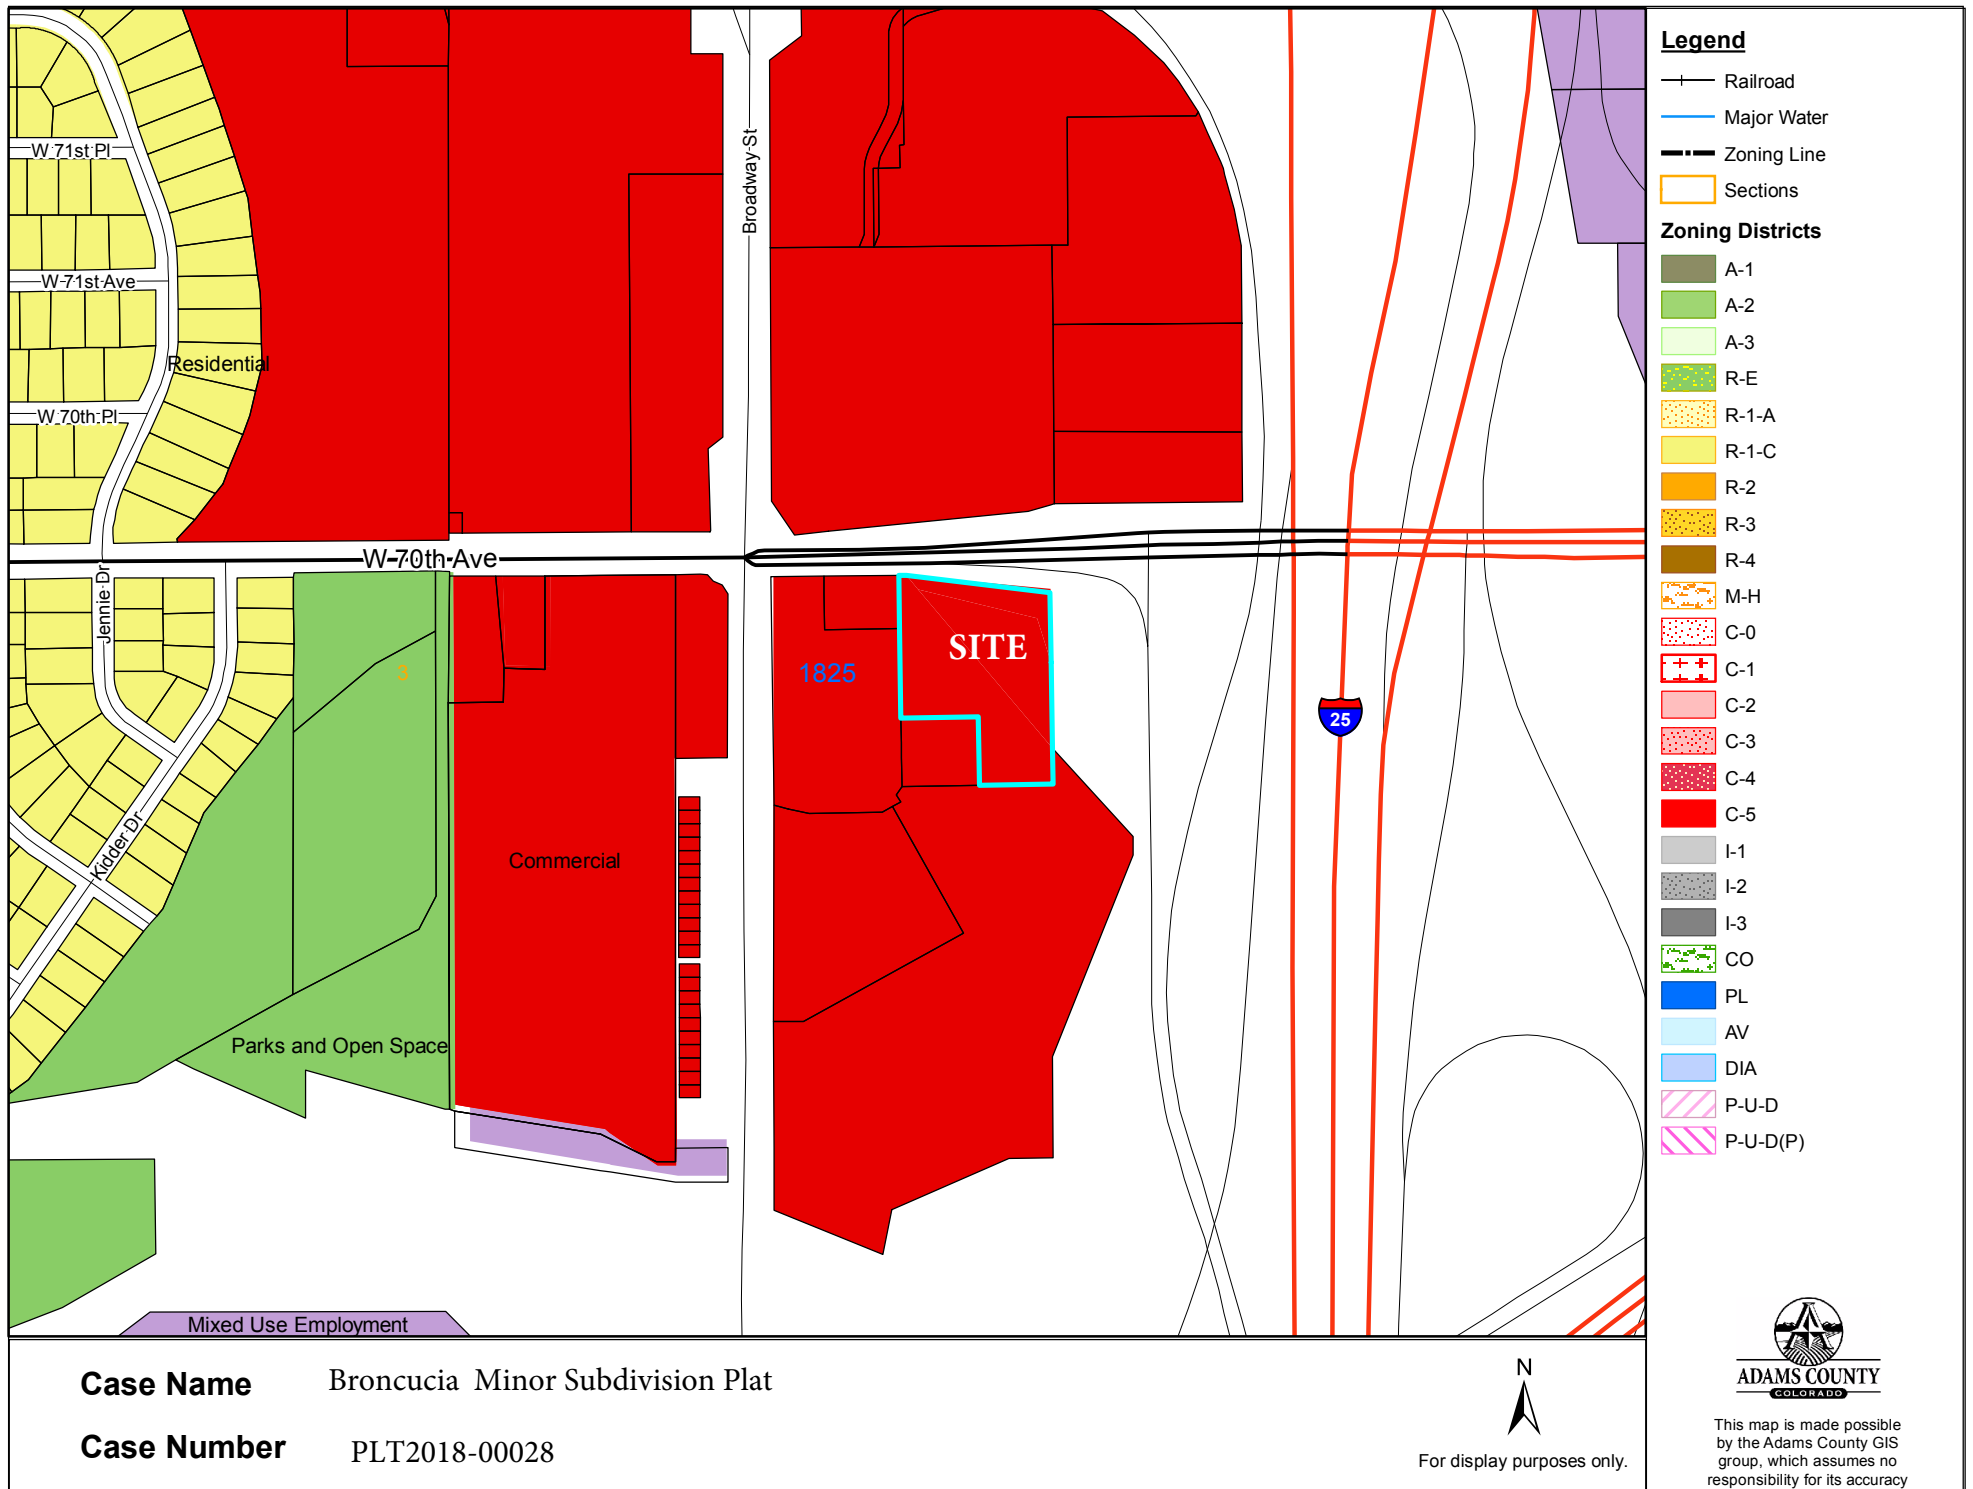 W 71st Pl
W 71st Ave
Residential
W 70th Pl
Broadway St
W 70th Ave
Jennie Dr
3
1825
SITE
25
Kidder Dr
Commercial
Parks and Open Space
Mixed Use Employment
Legend
Railroad
Major Water
Zoning Line
Sections
Zoning Districts
A-1
A-2
A-3
R-E
R-1-A
R-1-C
R-2
R-3
R-4
M-H
C-0
C-1
C-2
C-3
C-4
C-5
I-1
I-2
I-3
CO
PL
AV
DIA
P-U-D
P-U-D(P)
Case Name Broncucia Minor Subdivision Plat
Case Number PLT2018-00028
N
For display purposes only.
ADAMS COUNTY
COLORADO
This map is made possible
by the Adams County GIS
group, which assumes no
responsibility for its accuracy